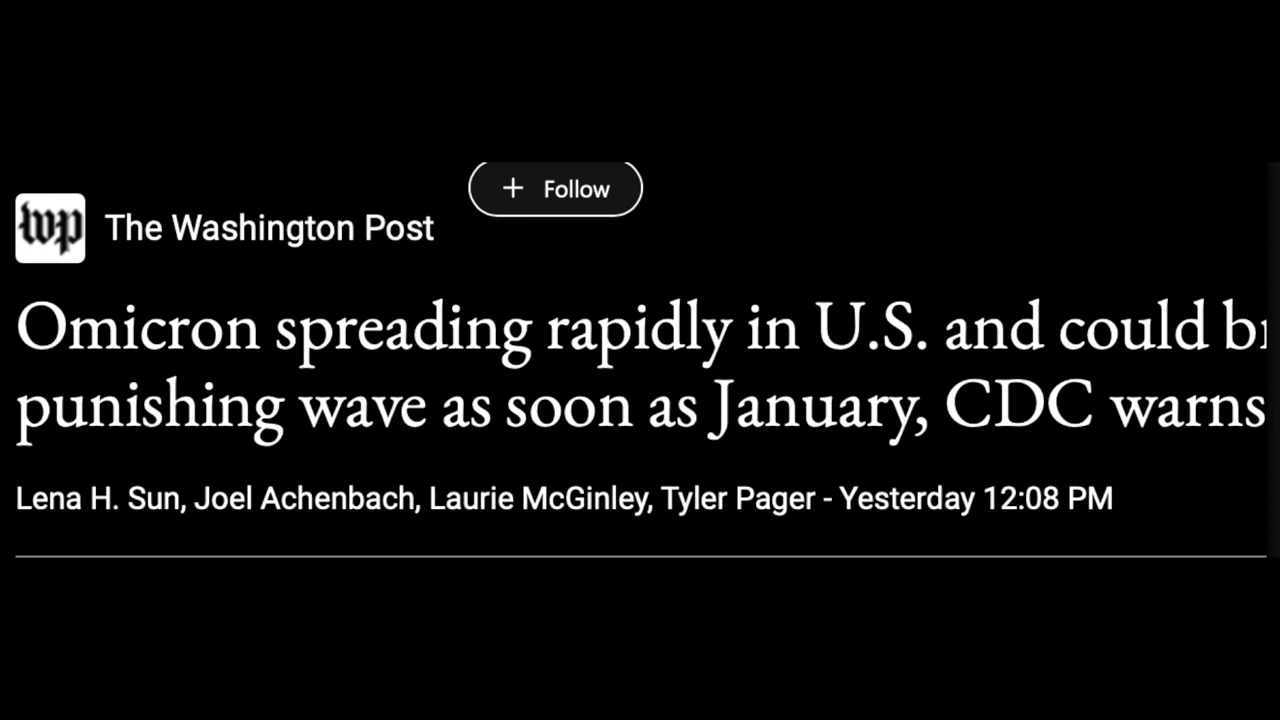 + Follow
wp The Washington Post
Omicron spreading rapidly in U.S. and could
punishing wave as soon as January, CDC warns
Lena H. Sun, Joel Achenbach, Laurie McGinley, Tyler Pager - Yesterday 12:08 PM